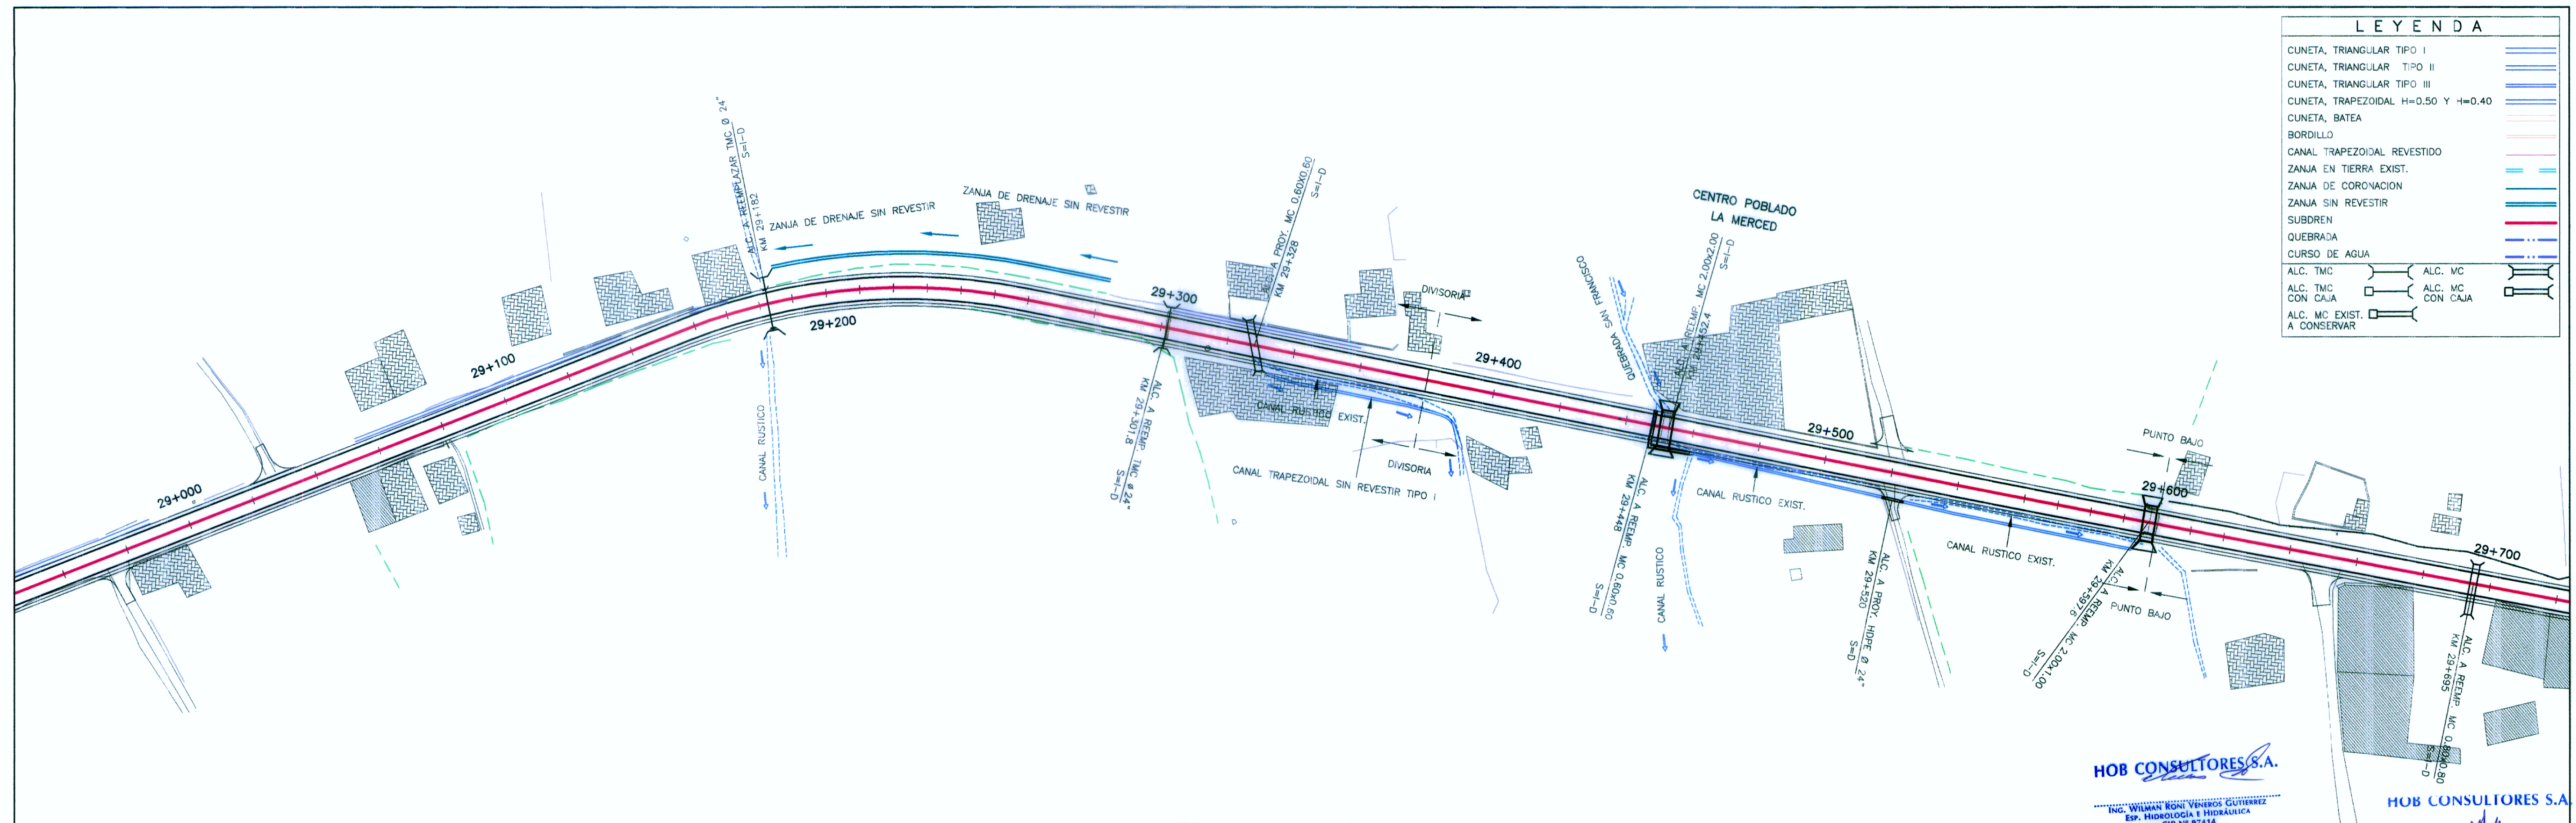 LEYENDA
CUNETA, TRIANGULAR TIPO I
CUNETA, TRIANGULAR TIPO II
CUNETA, TRIANGULAR TIPO III
CUNETA, TRAPEZOIDAL H=0.50 Y H=0.40
CUNETA, BATEA
BORDILLO
CANAL TRAPEZOIDAL REVESTIDO
ZANJA EN TIERRA EXIST.
ZANJA DE CORONACION
ZANJA SIN REVESTIR
SUBDREN
QUEBRADA
CURSO DE AGUA
ALC. TMC
ALC. MC
ALC. TMC
CON CAJA
ALC. MC
CON CAJA
ALC. MC EXIST.
A CONSERVAR
29+000
29+100
ALC. A REEMPLAZAR TMC Ø 24"
KM 29+182
S=I-D
ZANJA DE DRENAJE SIN REVESTIR
ZANJA DE DRENAJE SIN REVESTIR
29+200
CANAL RUSTICO
29+300
ALC. A REEMP. TMC Ø 24"
KM 29+301.8
S=I-D
ALC. A PROY. MC 0.60X0.60
KM 29+328
S=I-D
CANAL RUSTICO EXIST.
CANAL TRAPEZOIDAL SIN REVESTIR TIPO I
DIVISORIA
DIVISORIA
29+400
QUEBRADA SAN FRANCISCO
CENTRO POBLADO
LA MERCED
ALC. A REEMP. MC 2.00x2.00
KM 29+452.4
S=I-D
ALC. A REEMP. MC 0.60x0.60
KM 29+448
S=I-D
CANAL RUSTICO
CANAL RUSTICO EXIST.
29+500
ALC. A PROY. HDPE Ø 24"
KM 29+520
S=D
CANAL RUSTICO EXIST.
PUNTO BAJO
29+600
ALC. A REEMP. MC 2.00x1.00
KM 29+597.6
S=I-D
PUNTO BAJO
29+700
ALC. A REEMP. MC 0.80X0.80
KM 29+695
S=I-D
HOB CONSULTORES S.A.
ING. WILMAN RONI VENEROS GUTIERREZ
ESP. HIDROLOGÍA E HIDRÁULICA
CIP Nº 97414
HOB CONSULTORES S.A.